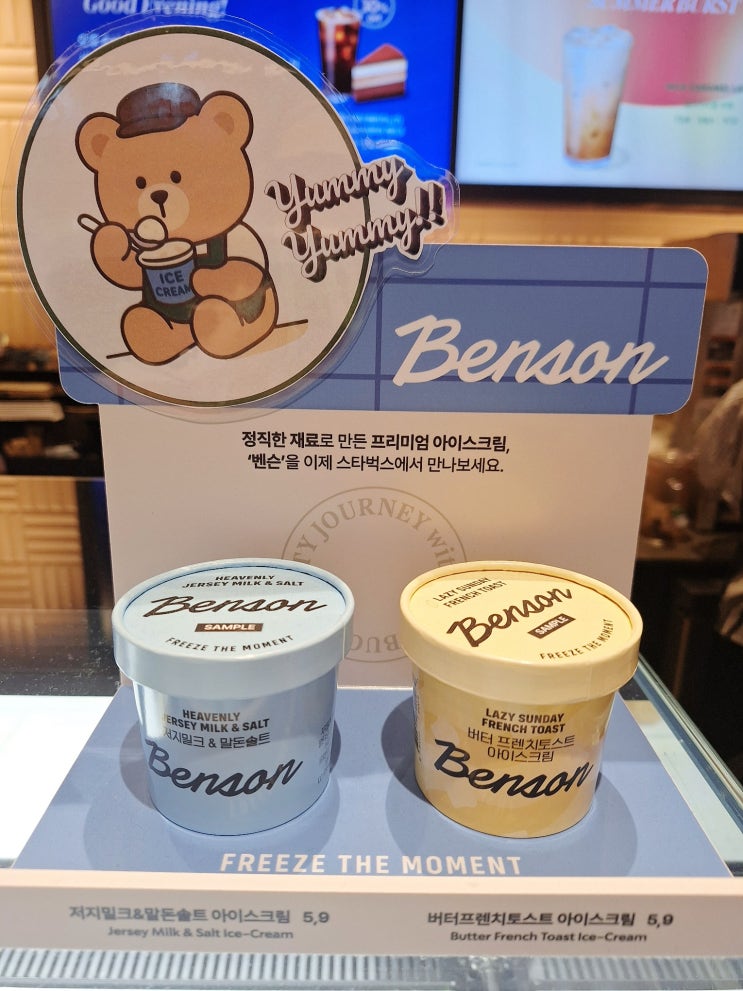 Good Evening!
SUMMER BURST
Yummy
Yummy!!
ICE
CREAM
Benson
정직한 재료로 만든 프리미엄 아이스크림,
'벤슨'을 이제 스타벅스에서 만나보세요.
JOURNEY with
HEAVENLY
JERSEY MILK & SALT
Benson
SAMPLE
FREEZE THE MOMENT
LAZY SUNDAY
FRENCH TOAST
Benson
SAMPLE
FREEZE THE MOMENT
HEAVENLY
JERSEY MILK & SALT
저지밀크 & 말돈솔트
Benson
LAZY SUNDAY
FRENCH TOAST
버터 프렌치토스트
아이스크림
Benson
FREEZE THE MOMENT
저지밀크&말돈솔트 아이스크림 5,9
Jersey Milk & Salt Ice-Cream
버터프렌치토스트 아이스크림 5,9
Butter French Toast Ice-Cream